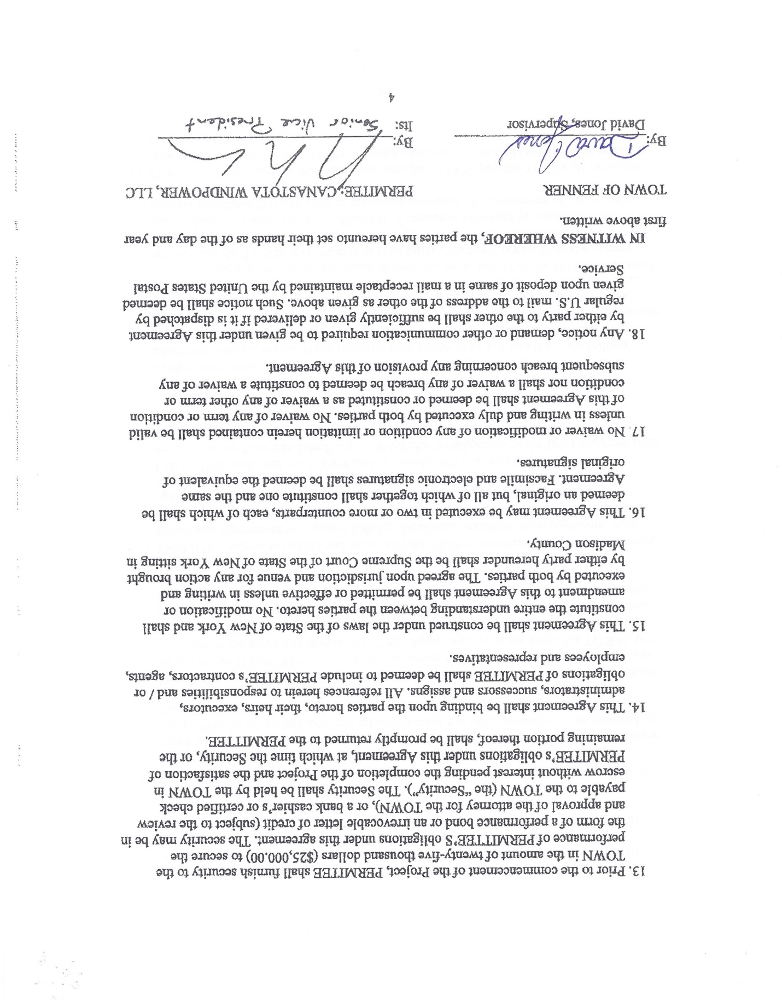 13. Prior to the commencement of the Project, PERMITEE shall furnish security to the
TOWN in the amount of twenty-five thousand dollars ($25,000.00) to secure the
performance of PERMITTEE'S obligations under this agreement. The security may be in
the form of a performance bond or an irrevocable letter of credit (subject to the review
and approval of the attorney for the TOWN), or a bank cashier's or certified check
payable to the TOWN (the “Security”). The Security shall be held by the TOWN in
escrow without interest pending the completion of the Project and the satisfaction of
PERMITEE's obligations under this Agreement, at which time the Security, or the
remaining portion thereof, shall be promptly returned to the PERMITTEE.
14. This Agreement shall be binding upon the parties hereto, their heirs, executors,
administrators, successors and assigns. All references herein to responsibilities and / or
obligations of PERMITEE shall be deemed to include PERMITEE's contractors, agents,
employees and representatives.
15. This Agreement shall be construed under the laws of the State of New York and shall
constitute the entire understanding between the parties hereto. No modification or
amendment to this Agreement shall be permitted or effective unless in writing and
executed by both parties. The agreed upon jurisdiction and venue for any action brought
by either party hereunder shall be the Supreme Court of the State of New York sitting in
Madison County.
16. This Agreement may be executed in two or more counterparts, each of which shall be
deemed an original, but all of which together shall constitute one and the same
Agreement. Facsimile and electronic signatures shall be deemed the equivalent of
original signatures.
17. No waiver or modification of any condition or limitation herein contained shall be valid
unless in writing and duly executed by both parties. No waiver of any term or condition
of this Agreement shall be deemed or constituted as a waiver of any other term or
condition nor shall a waiver of any breach be deemed to constitute a waiver of any
subsequent breach concerning any provision of this Agreement.
18. Any notice, demand or other communication required to be given under this Agreement
by either party to the other shall be sufficiently given or delivered if it is dispatched by
regular U.S. mail to the address of the other as given above. Such notice shall be deemed
given upon deposit of same in a mail receptacle maintained by the United States Postal
Service.
IN WITNESS WHEREOF, the parties have hereunto set their hands as of the day and year
first above written.
TOWN OF FENNER
PERMITEE: CANASTOTA WINDPOWER, LLC
By: David Jones
By:
David Jones, Supervisor
Its: Senior Vice President
4